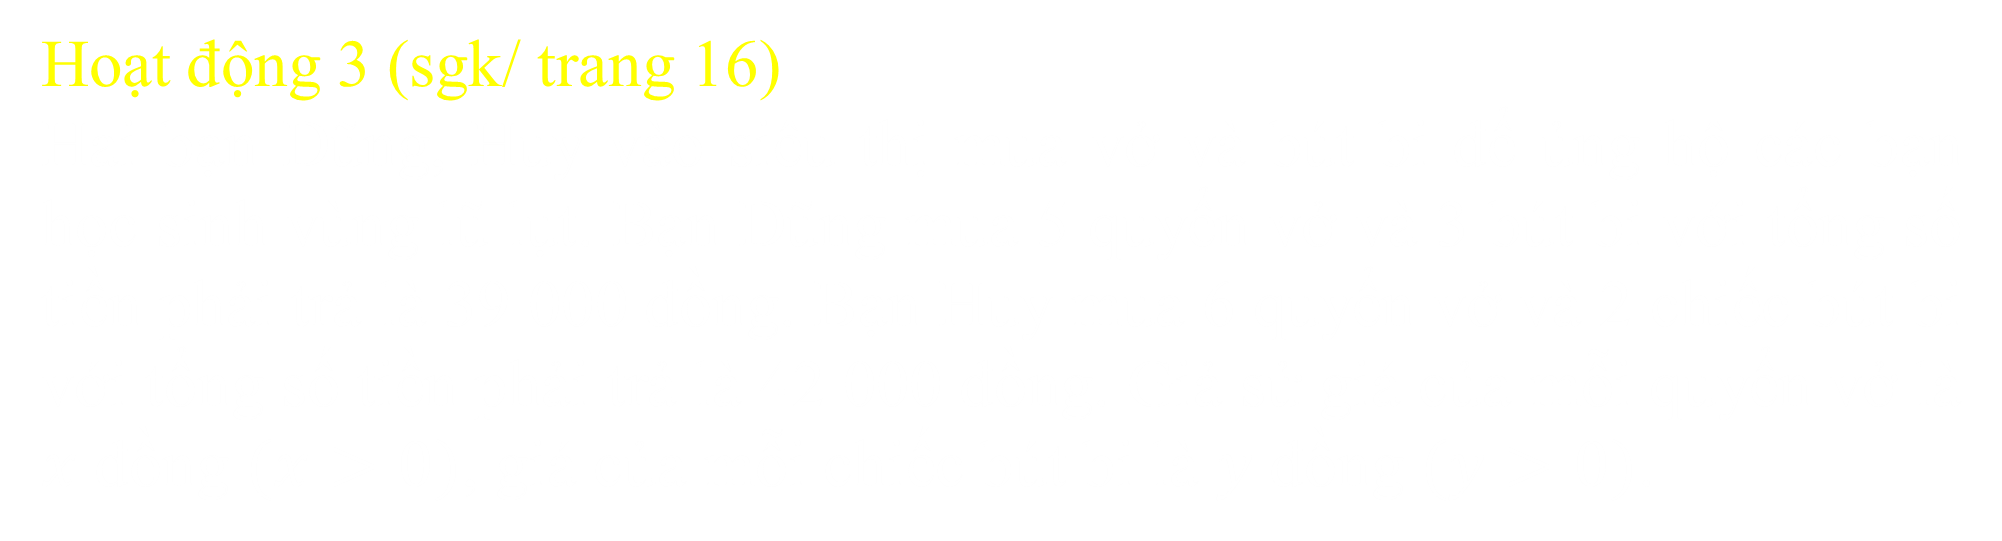 Hoạt động 3 (sgk/ trang 16)